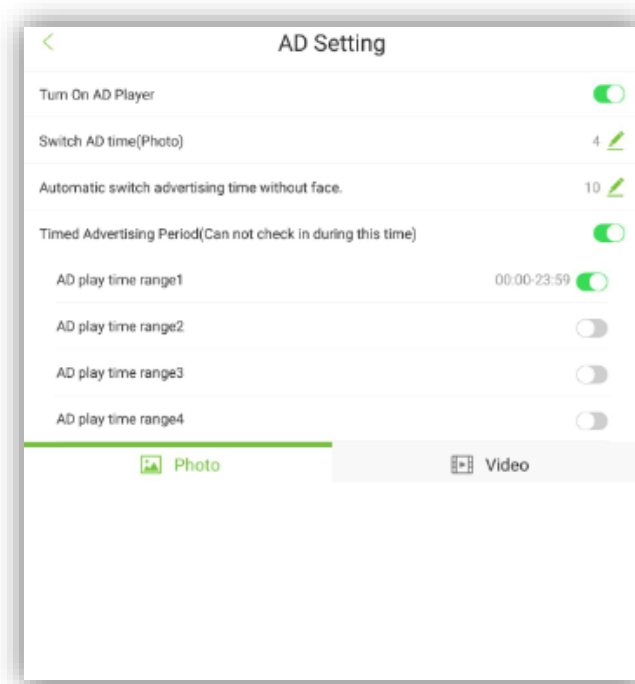 AD Setting
Turn On AD Player
Switch AD time(Photo) 4
Automatic switch advertising time without face. 10
Timed Advertising Period(Can not check in during this time)
AD play time range1 00:00-23:59
AD play time range2
AD play time range3
AD play time range4
Photo Video